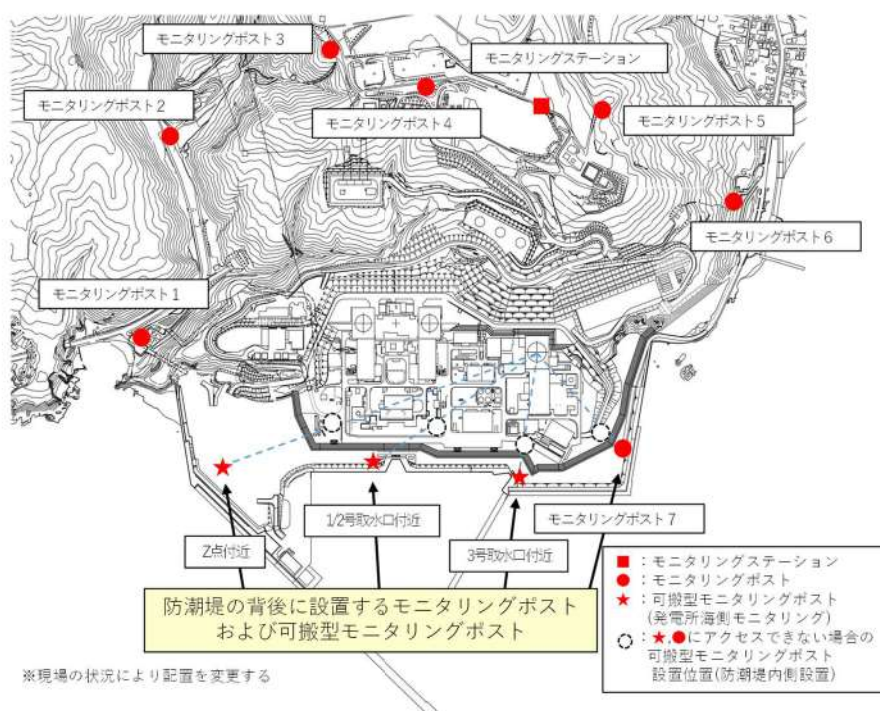 モニタリングポスト3
モニタリングステーション
モニタリングポスト2
モニタリングポスト4
モニタリングポスト5
モニタリングポスト6
モニタリングポスト1
1/2号取水口付近
モニタリングポスト7
Z点付近
3号取水口付近
防潮堤の背後に設置するモニタリングポスト
および可搬型モニタリングポスト
：モニタリングステーション
：モニタリングポスト
：可搬型モニタリングポスト
(発電所海側モニタリング)
：★,●にアクセスできない場合の
可搬型モニタリングポスト
設置位置(防潮堤内側設置)
※現場の状況により配置を変更する